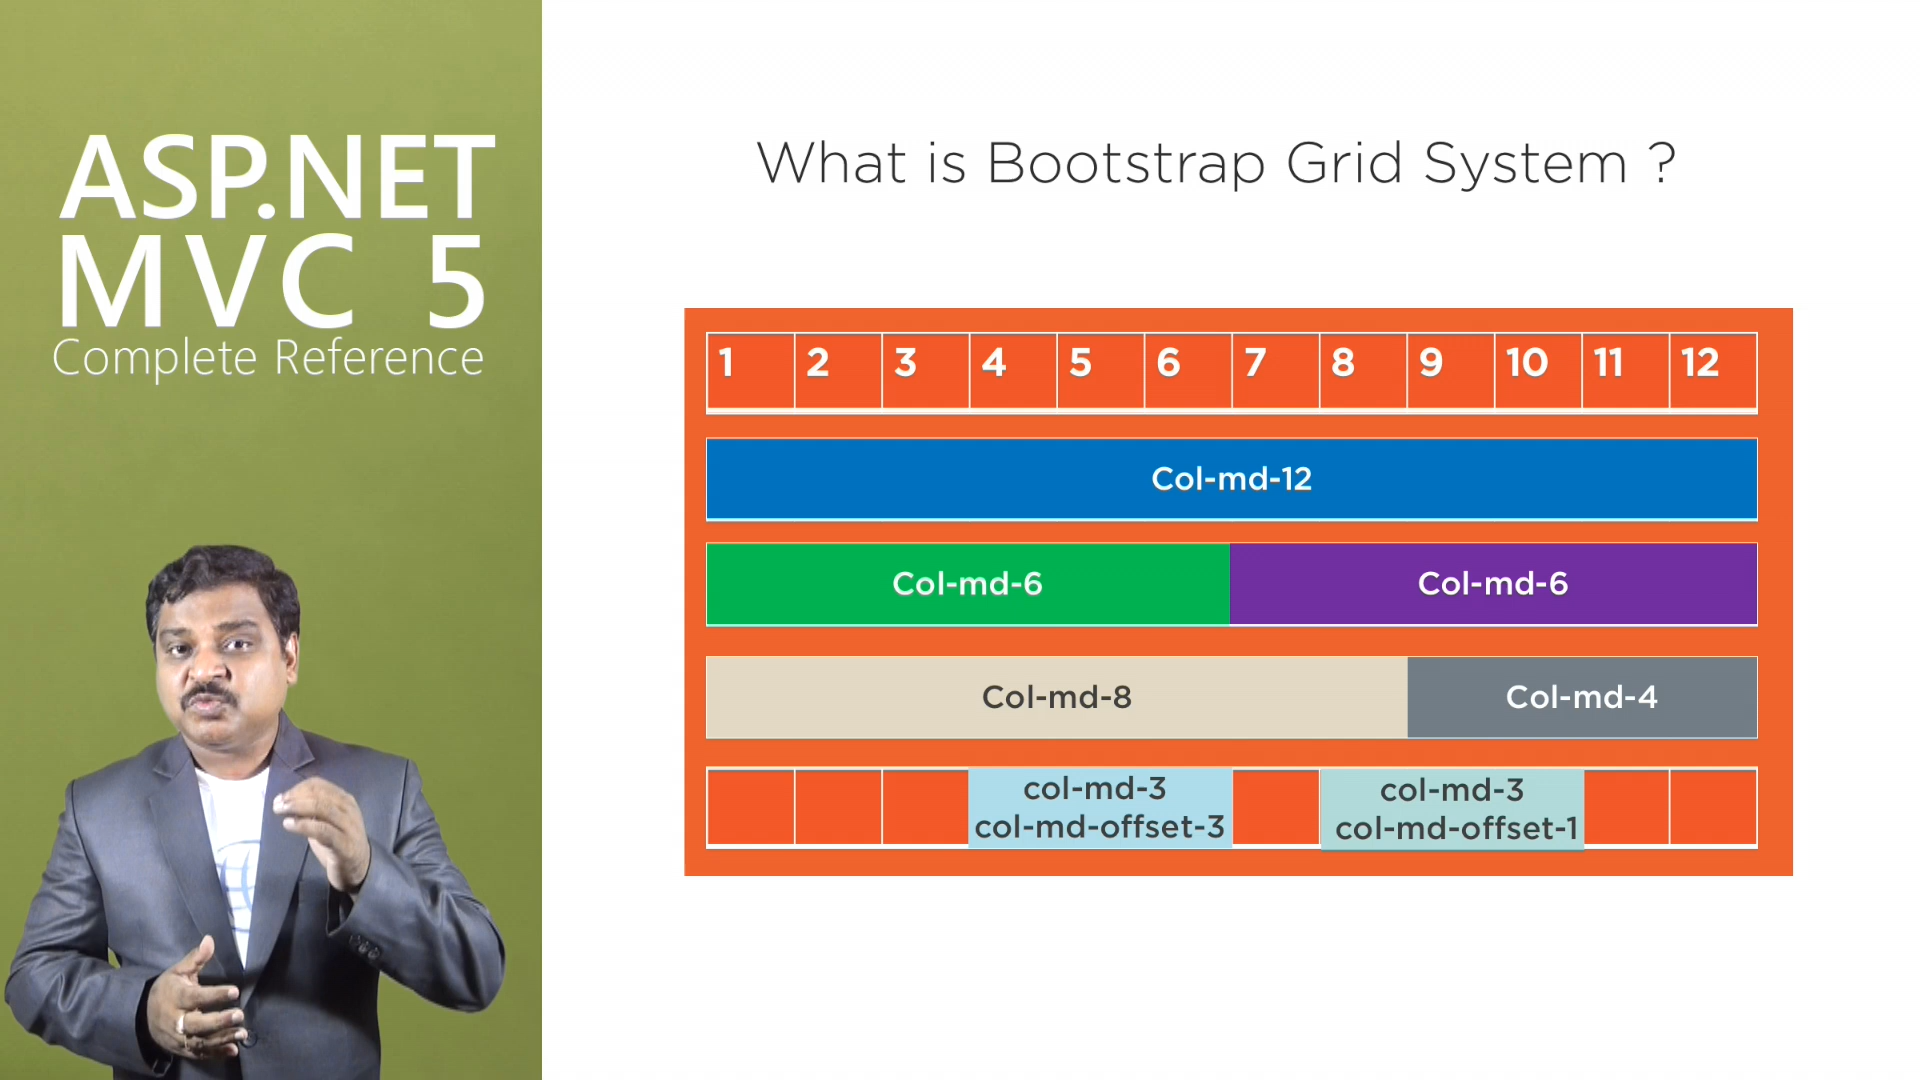 ASP.NET
MVC 5
Complete Reference
What is Bootstrap Grid System ?
1 2 3 4 5 6 7 8 9 10 11 12
Col-md-12
Col-md-6 Col-md-6
Col-md-8 Col-md-4
col-md-3
col-md-offset-3
col-md-3
col-md-offset-1